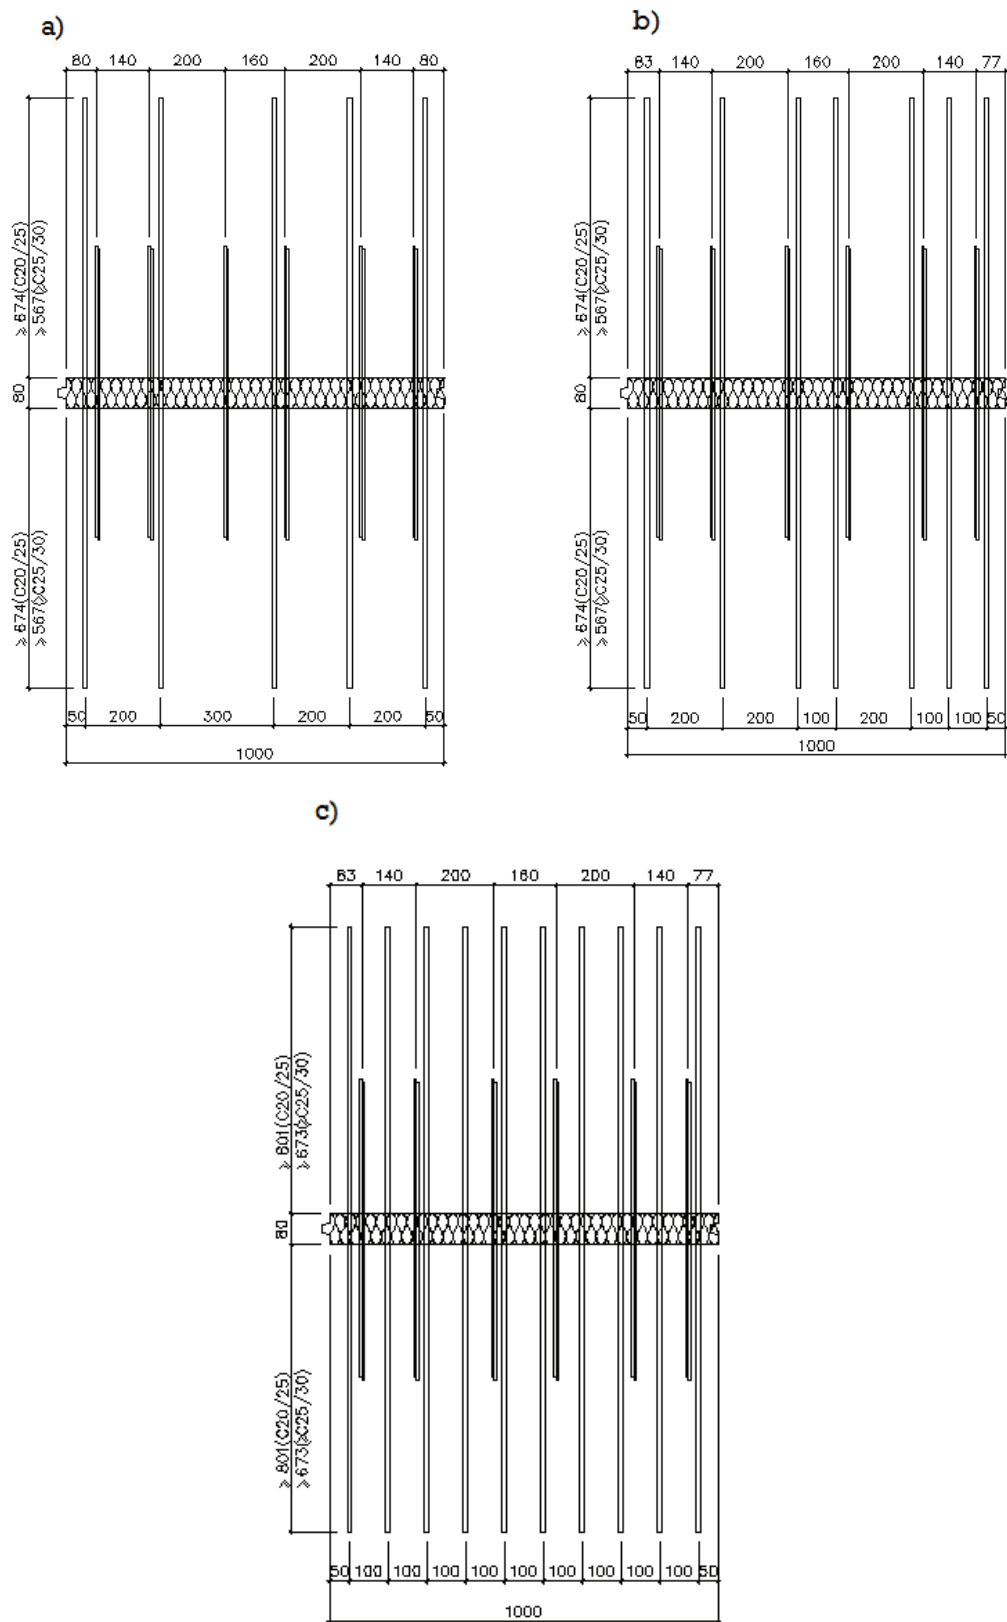 a)
80 140 200 160 200 140 80
≥ 674(C20/25)
≥ 567(≥C25/30)
80
≥ 674(C20/25)
≥ 567(≥C25/30)
50 200 300 200 200 50
1000
b)
83 140 200 160 200 140 77
≥ 674(C20/25)
≥ 567(≥C25/30)
80
≥ 674(C20/25)
≥ 567(≥C25/30)
50 200 200 100 200 100 100 50
1000
c)
83 140 200 160 200 140 77
≥ 801(C20/25)
≥ 673(≥C25/30)
80
≥ 801(C20/25)
≥ 673(≥C25/30)
50 100 100 100 100 100 100 100 100 50
1000